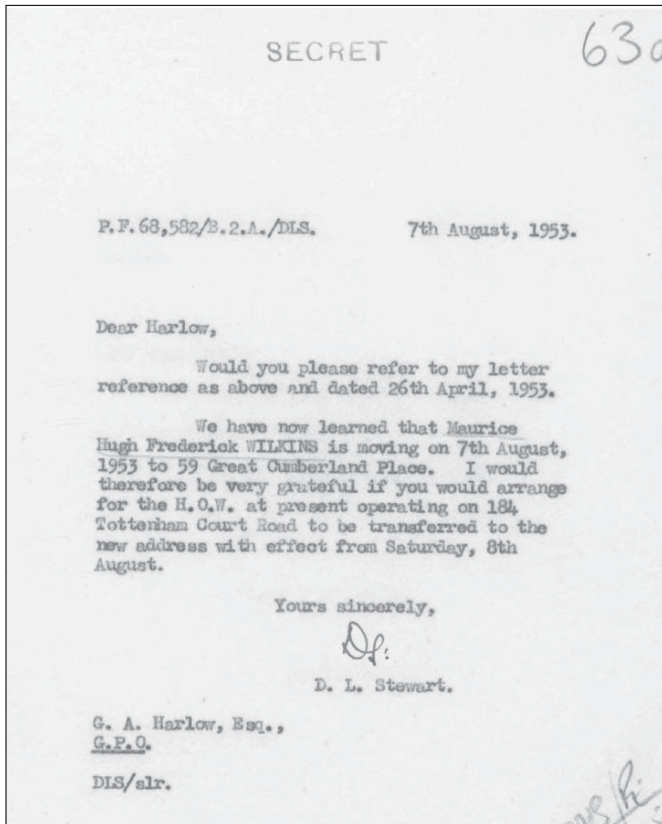 SECRET
63a
P.F.68,582/B.2.A./DLS. 7th August, 1953.
Dear Harlow,
Would you please refer to my letter
reference as above and dated 26th April, 1953.
We have now learned that Maurice
Hugh Frederick WILKINS is moving on 7th August,
1953 to 59 Great Cumberland Place. I would
therefore be very grateful if you would arrange
for the H.O.W. at present operating on 184
Tottenham Court Road to be transferred to the
new address with effect from Saturday, 8th
August.
Yours sincerely,
D. L. Stewart.
G. A. Harlow, Esq.,
G.P.O.
DLS/slr.